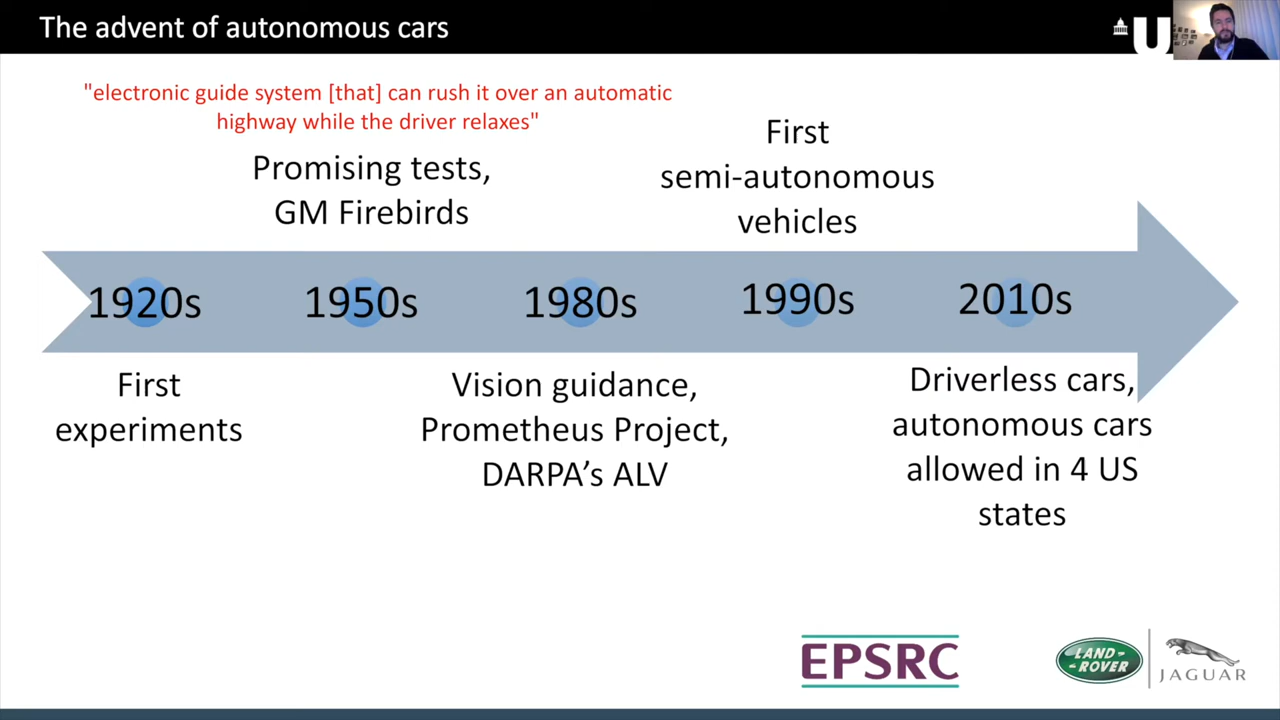 The advent of autonomous cars
U
"electronic guide system [that] can rush it over an automatic
highway while the driver relaxes"
Promising tests,
GM Firebirds
First
semi-autonomous
vehicles
1920s
1950s
1980s
1990s
2010s
First
experiments
Vision guidance,
Prometheus Project,
DARPA’s ALV
Driverless cars,
autonomous cars
allowed in 4 US
states
EPSRC
LAND-
-ROVER
JAGUAR